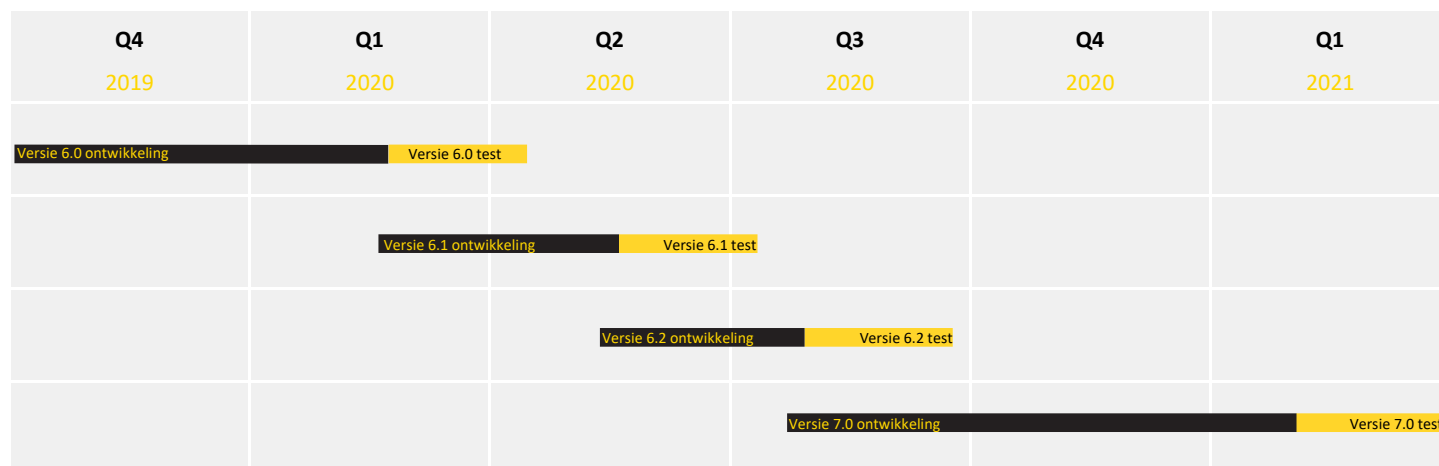 Q4 Q1 Q2 Q3 Q4 Q1
2019 2020 2020 2020 2020 2021
Versie 6.0 ontwikkeling Versie 6.0 test
Versie 6.1 ontwikkeling Versie 6.1 test
Versie 6.2 ontwikkeling Versie 6.2 test
Versie 7.0 ontwikkeling Versie 7.0 test